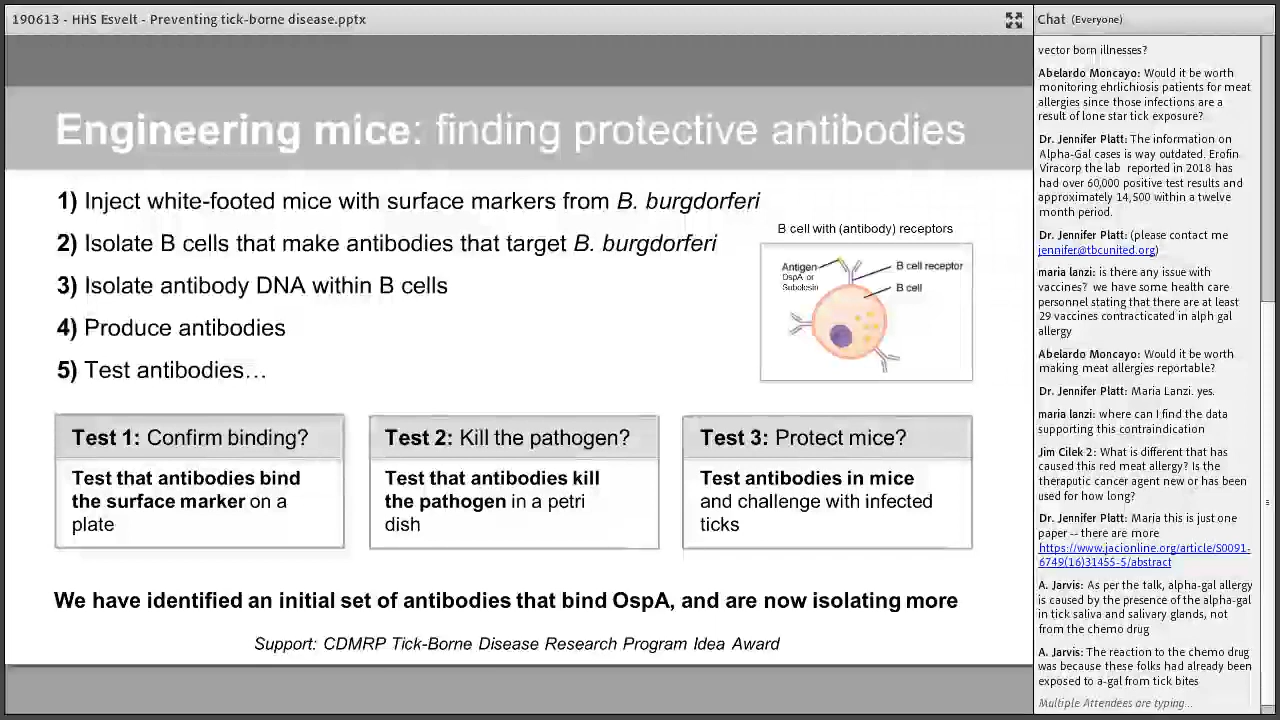 190613 - HHS Esvelt - Preventing tick-borne disease.pptx
Engineering mice: finding protective antibodies
1) Inject white-footed mice with surface markers from B. burgdorferi
2) Isolate B cells that make antibodies that target B. burgdorferi
3) Isolate antibody DNA within B cells
4) Produce antibodies
5) Test antibodies…
B cell with (antibody) receptors
Antigen
OspA or
Subolesin
B cell receptor
B cell
Test 1: Confirm binding?
Test that antibodies bind
the surface marker on a
plate
Test 2: Kill the pathogen?
Test that antibodies kill
the pathogen in a petri
dish
Test 3: Protect mice?
Test antibodies in mice
and challenge with infected
ticks
We have identified an initial set of antibodies that bind OspA, and are now isolating more
Support: CDMRP Tick-Borne Disease Research Program Idea Award
Chat (Everyone)
vector born illnesses?
Abelardo Moncayo: Would it be worth
monitoring ehrlichiosis patients for meat
allergies since those infections are a
result of lone star tick exposure?
Dr. Jennifer Platt: The information on
Alpha-Gal cases is way outdated. Erofin
Viracorp the lab reported in 2018 has
had over 60,000 positive test results and
approximately 14,500 within a twelve
month period.
Dr. Jennifer Platt: (please contact me
jennifer@tbcunited.org)
maria lanzi: is there any issue with
vaccines? we have some health care
personnel stating that there are at least
29 vaccines contracticated in alph gal
allergy
Abelardo Moncayo: Would it be worth
making meat allergies reportable?
Dr. Jennifer Platt: Maria Lanzi. yes.
maria lanzi: where can I find the data
supporting this contraindication
Jim Cilek 2: What is different that has
caused this red meat allergy? Is the
theraputic cancer agent new or has been
used for how long?
Dr. Jennifer Platt: Maria this is just one
paper -- there are more
https://www.jacionline.org/article/S0091-
6749(16)31455-5/abstract
A. Jarvis: As per the talk, alpha-gal allergy
is caused by the presence of the alpha-gal
in tick saliva and salivary glands, not
from the chemo drug
A. Jarvis: The reaction to the chemo drug
was because these folks had already been
exposed to a-gal from tick bites
Multiple Attendees are typing...